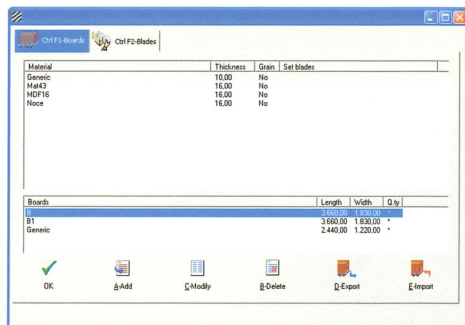 Ctrl F1-Boards Ctrl F2-Blades
Material Thickness Grain Set blades
Generic 10,00 No
Mat43 16,00 No
MDF16 16,00 No
Noce 16,00 No
Boards Length Width Q.ty
B 3.660,00 1.830,00 *
B1 3.660,00 1.830,00 *
Generic 2.440,00 1.220,00 *
OK A-Add C-Modify B-Delete D-Export E-Import